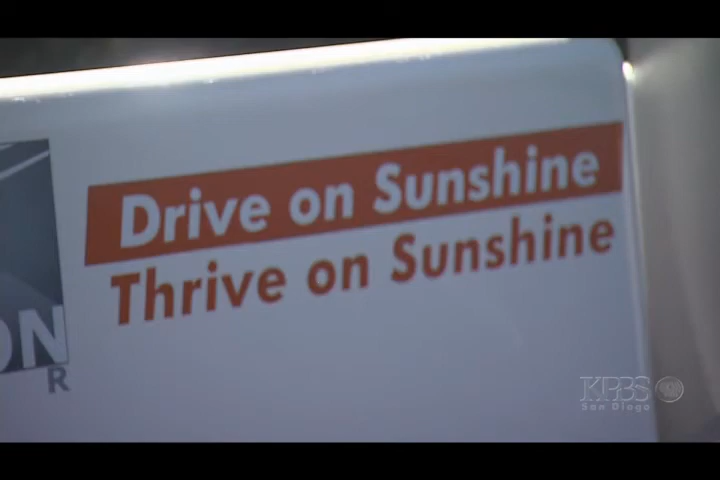 Drive on Sunshine
Thrive on Sunshine
ON
R
KPBS
San Diego